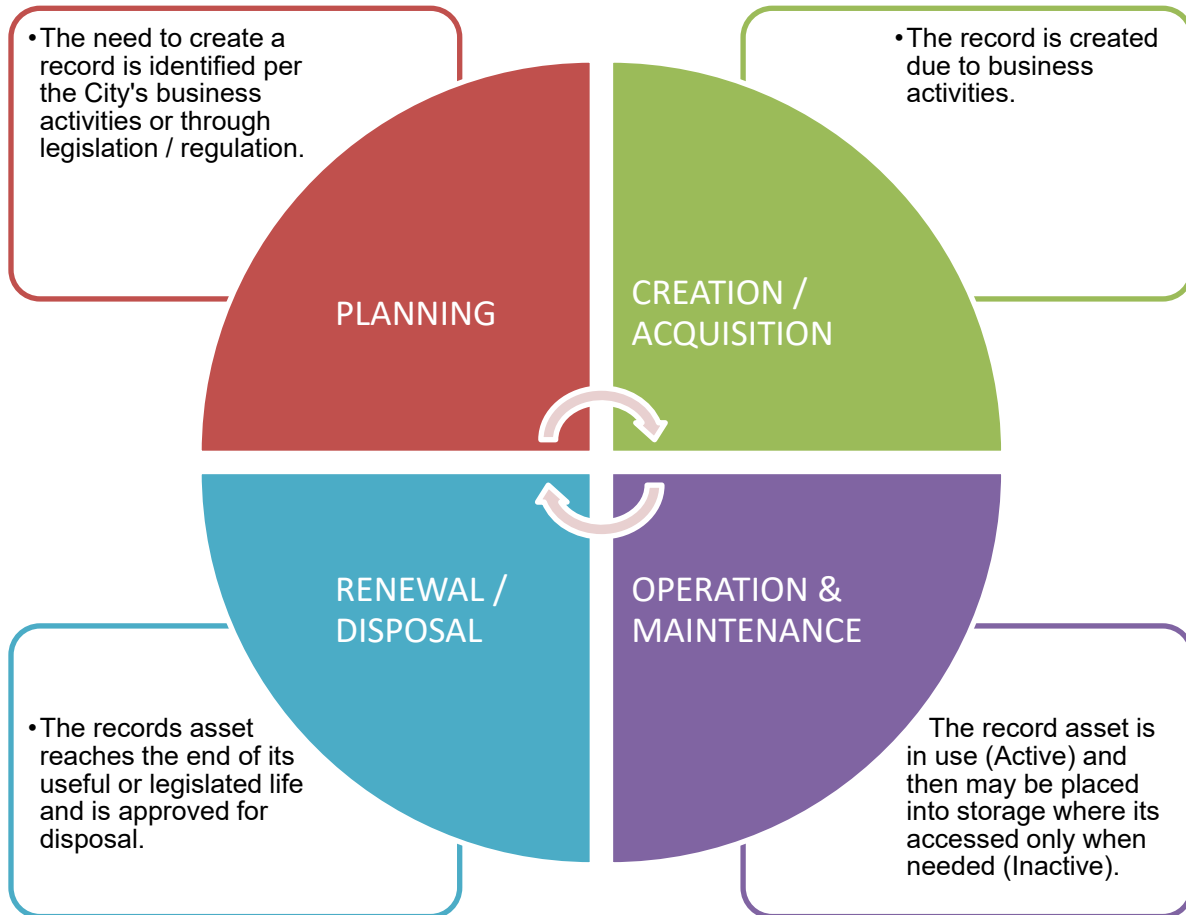 •The need to create a
record is identified per
the City's business
activities or through
legislation / regulation.
•The record is created
due to business
activities.
PLANNING
CREATION /
ACQUISITION
RENEWAL /
DISPOSAL
OPERATION &
MAINTENANCE
•The records asset
reaches the end of its
useful or legislated life
and is approved for
disposal.
The record asset is
in use (Active) and
then may be placed
into storage where its
accessed only when
needed (Inactive).